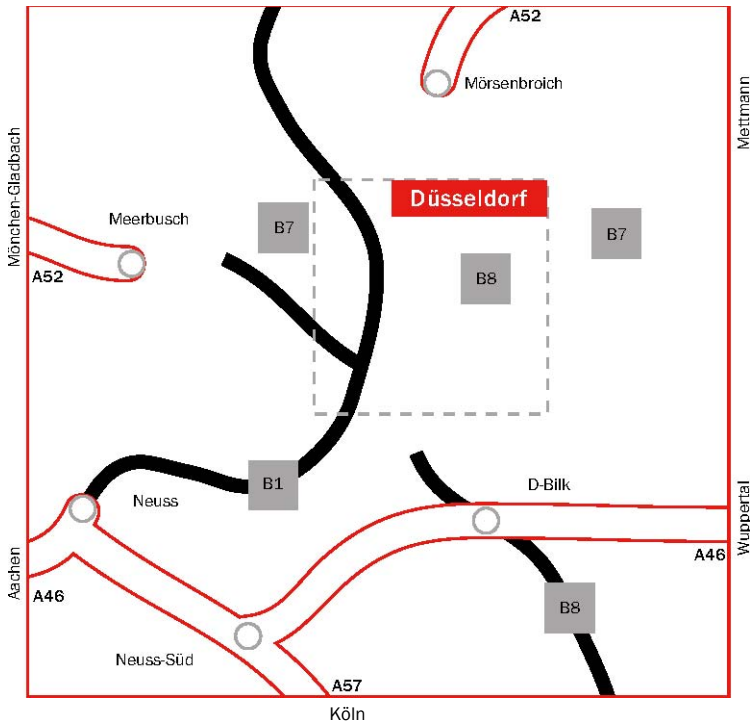 A52
Mörsenbroich
Mettmann
Mönchen-Gladbach
Düsseldorf
Meerbusch
B7
B7
A52
B8
Neuss
B1
D-Bilk
Wuppertal
Aachen
A46
A46
B8
Neuss-Süd
A57
Köln